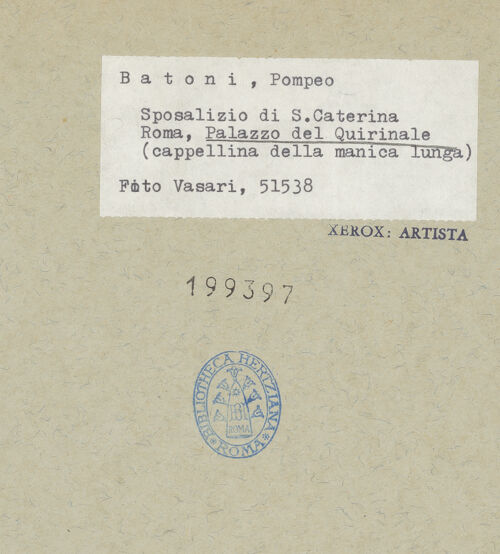 B a t o n i , Pompeo
Sposalizio di S.Caterina
Roma, Palazzo del Quirinale
(cappellina della manica lunga)
Foto Vasari, 51538
XEROX: ARTISTA
199397
BIBLIOTHECA HERTZIANA
ROMA
ROMA